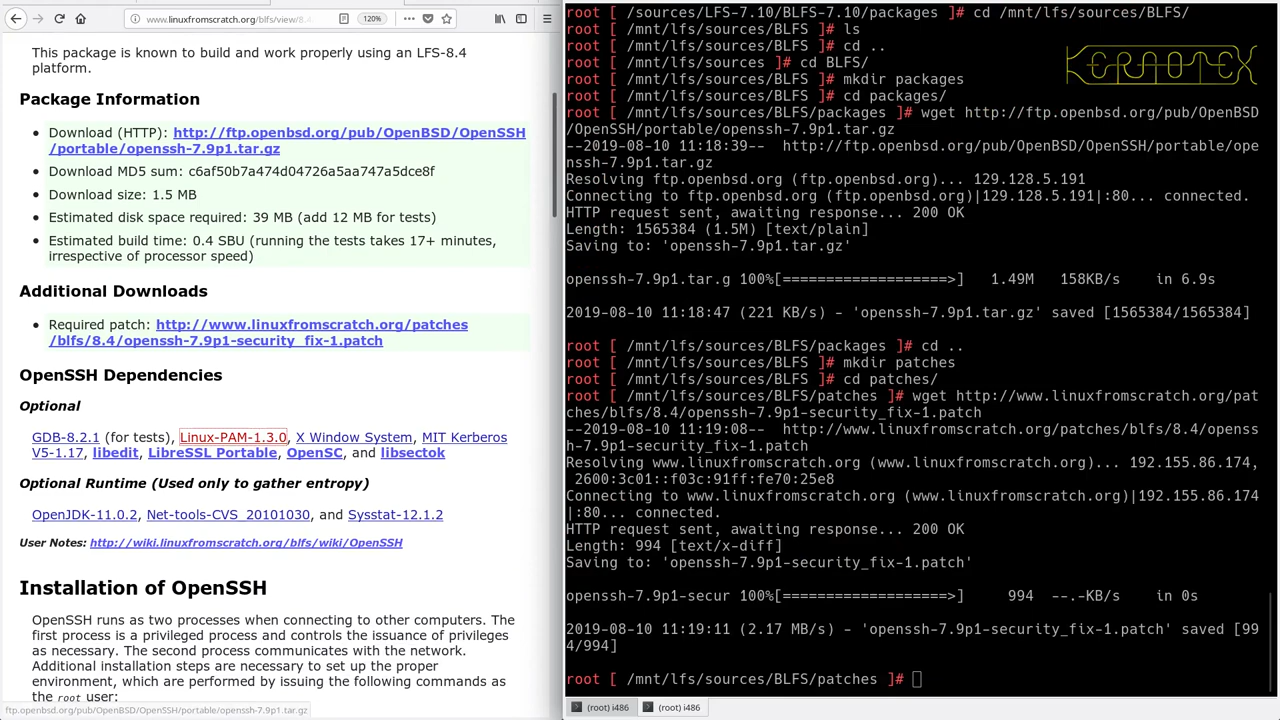 www.linuxfromscratch.org/blfs/view/8.4
120%
This package is known to build and work properly using an LFS-8.4
platform.
Package Information
Download (HTTP): http://ftp.openbsd.org/pub/OpenBSD/OpenSSH
/portable/openssh-7.9p1.tar.gz
Download MD5 sum: c6af50b7a474d04726a5aa747a5dce8f
Download size: 1.5 MB
Estimated disk space required: 39 MB (add 12 MB for tests)
Estimated build time: 0.4 SBU (running the tests takes 17+ minutes,
irrespective of processor speed)
Additional Downloads
Required patch: http://www.linuxfromscratch.org/patches
/blfs/8.4/openssh-7.9p1-security_fix-1.patch
OpenSSH Dependencies
Optional
GDB-8.2.1 (for tests), Linux-PAM-1.3.0, X Window System, MIT Kerberos
V5-1.17, libedit, LibreSSL Portable, OpenSC, and libsectok
Optional Runtime (Used only to gather entropy)
OpenJDK-11.0.2, Net-tools-CVS_20101030, and Sysstat-12.1.2
User Notes: http://wiki.linuxfromscratch.org/blfs/wiki/OpenSSH
Installation of OpenSSH
OpenSSH runs as two processes when connecting to other computers. The
first process is a privileged process and controls the issuance of privileges
as necessary. The second process communicates with the network.
Additional installation steps are necessary to set up the proper
environment, which are performed by issuing the following commands as
the root user:
ftp.openbsd.org/pub/OpenBSD/OpenSSH/portable/openssh-7.9p1.tar.gz
root [ /sources/LFS-7.10/BLFS-7.10/packages ]# cd /mnt/lfs/sources/BLFS/
root [ /mnt/lfs/sources/BLFS ]# ls
root [ /mnt/lfs/sources/BLFS ]# cd ..
root [ /mnt/lfs/sources ]# cd BLFS/
root [ /mnt/lfs/sources/BLFS ]# mkdir packages
root [ /mnt/lfs/sources/BLFS ]# cd packages/
root [ /mnt/lfs/sources/BLFS/packages ]# wget http://ftp.openbsd.org/pub/OpenBSD
/OpenSSH/portable/openssh-7.9p1.tar.gz
--2019-08-10 11:18:39--  http://ftp.openbsd.org/pub/OpenBSD/OpenSSH/portable/ope
nssh-7.9p1.tar.gz
Resolving ftp.openbsd.org (ftp.openbsd.org)... 129.128.5.191
Connecting to ftp.openbsd.org (ftp.openbsd.org)|129.128.5.191|:80... connected.
HTTP request sent, awaiting response... 200 OK
Length: 1565384 (1.5M) [text/plain]
Saving to: 'openssh-7.9p1.tar.gz'
openssh-7.9p1.tar.g 100%[===================>]   1.49M   158KB/s    in 6.9s
2019-08-10 11:18:47 (221 KB/s) - 'openssh-7.9p1.tar.gz' saved [1565384/1565384]
root [ /mnt/lfs/sources/BLFS/packages ]# cd ..
root [ /mnt/lfs/sources/BLFS ]# mkdir patches
root [ /mnt/lfs/sources/BLFS ]# cd patches/
root [ /mnt/lfs/sources/BLFS/patches ]# wget http://www.linuxfromscratch.org/pat
ches/blfs/8.4/openssh-7.9p1-security_fix-1.patch
--2019-08-10 11:19:08--  http://www.linuxfromscratch.org/patches/blfs/8.4/openss
h-7.9p1-security_fix-1.patch
Resolving www.linuxfromscratch.org (www.linuxfromscratch.org)... 192.155.86.174,
2600:3c01::f03c:91ff:fe70:25e8
Connecting to www.linuxfromscratch.org (www.linuxfromscratch.org)|192.155.86.174
|:80... connected.
HTTP request sent, awaiting response... 200 OK
Length: 994 [text/x-diff]
Saving to: 'openssh-7.9p1-security_fix-1.patch'
openssh-7.9p1-secur 100%[===================>]     994  --.-KB/s    in 0s
2019-08-10 11:19:11 (2.17 MB/s) - 'openssh-7.9p1-security_fix-1.patch' saved [99
4/994]
root [ /mnt/lfs/sources/BLFS/patches ]#
KERNOTEX
(root) i486
(root) i486